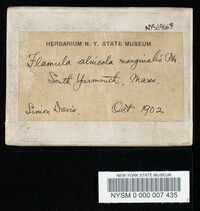 HERBARIUM N. Y. STATE MUSEUM
Flamula alnicola marginalis Pk.
South Yarmouth, Mass.
Simon Davis, Oct. 1902
NEW YORK STATE MUSEUM
NYSM 0 000 007 435